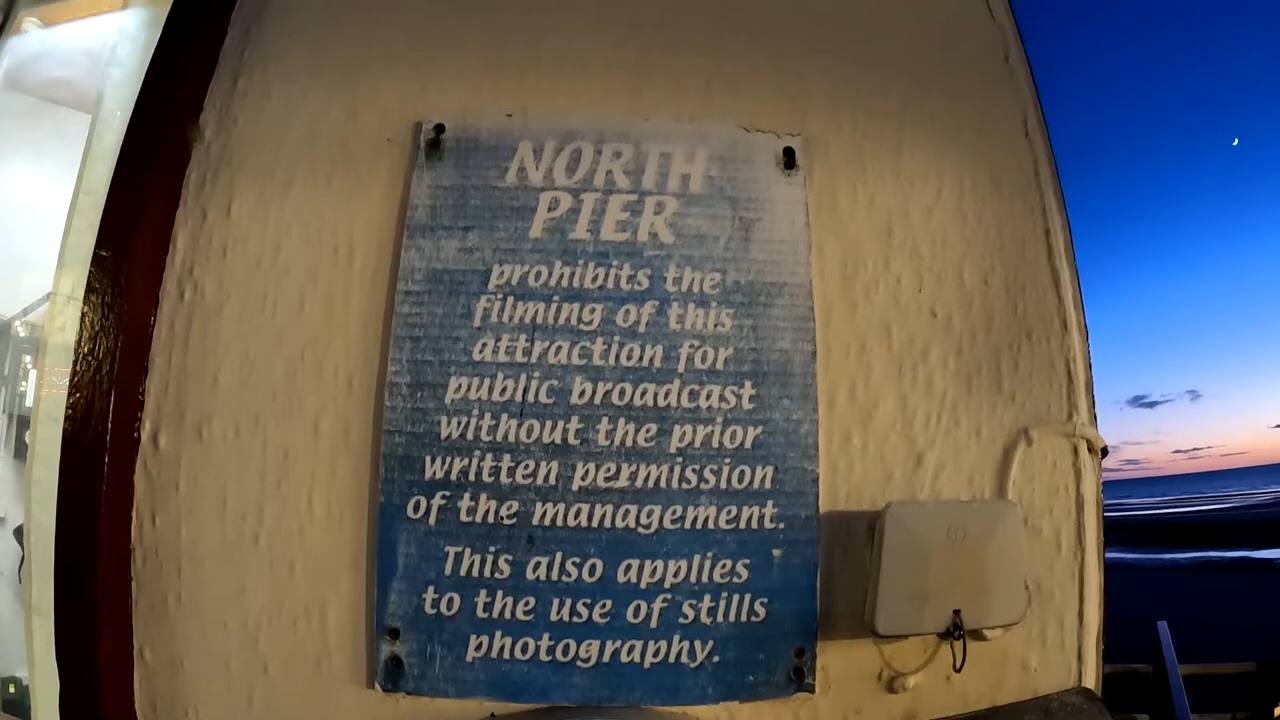 NORTH
PIER
prohibits the
filming of this
attraction for
public broadcast
without the prior
written permission
of the management.
This also applies
to the use of stills
photography.